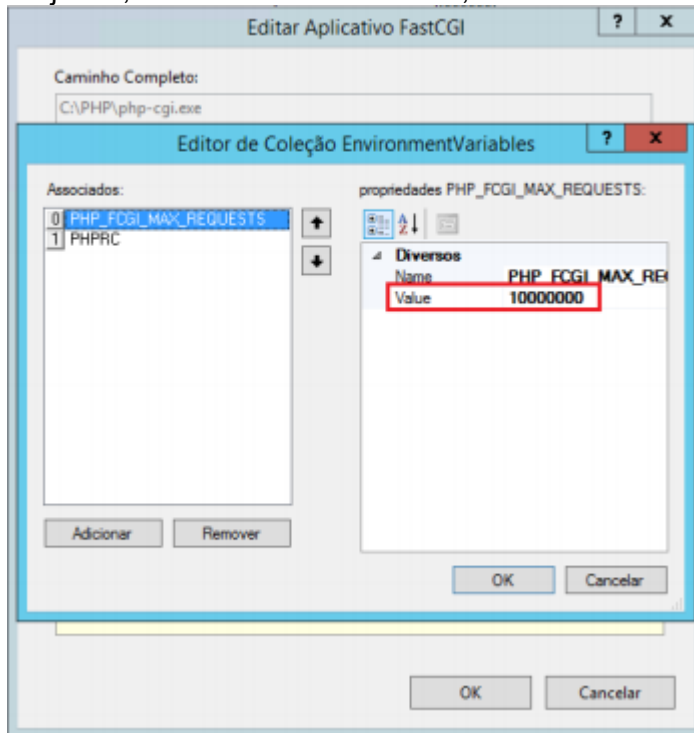 Editar Aplicativo FastCGI
? x
Caminho Completo:
C:\PHP\php-cgi.exe
Editor de Coleção EnvironmentVariables
? x
Associados:
propriedades PHP_FCGI_MAX_REQUESTS:
0 PHP_FCGI_MAX_REQUESTS
1 PHPRC
Diversos
Name PHP_FCGI_MAX_RE
Value 10000000
Adicionar Remover
OK Cancelar
OK Cancelar